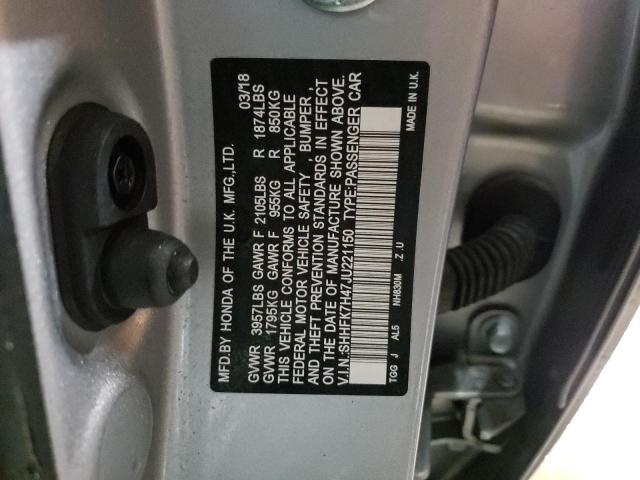 MFD.BY HONDA OF THE U.K. MFG.,LTD. 03/18
GVWR 3957LBS GAWR F 2105LBS R 1874LBS
GVWR 1795KG GAWR F 955KG R 850KG
THIS VEHICLE CONFORMS TO ALL APPLICABLE
FEDERAL MOTOR VEHICLE SAFETY , BUMPER ,
AND THEFT PREVENTION STANDARDS IN EFFECT
ON THE DATE OF MANUFACTURE SHOWN ABOVE.
V.I.N.:SHHFK7H47JU221150 TYPE:PASSENGER CAR
TGG J AL5 NH830M .Z .U MADE IN U.K.